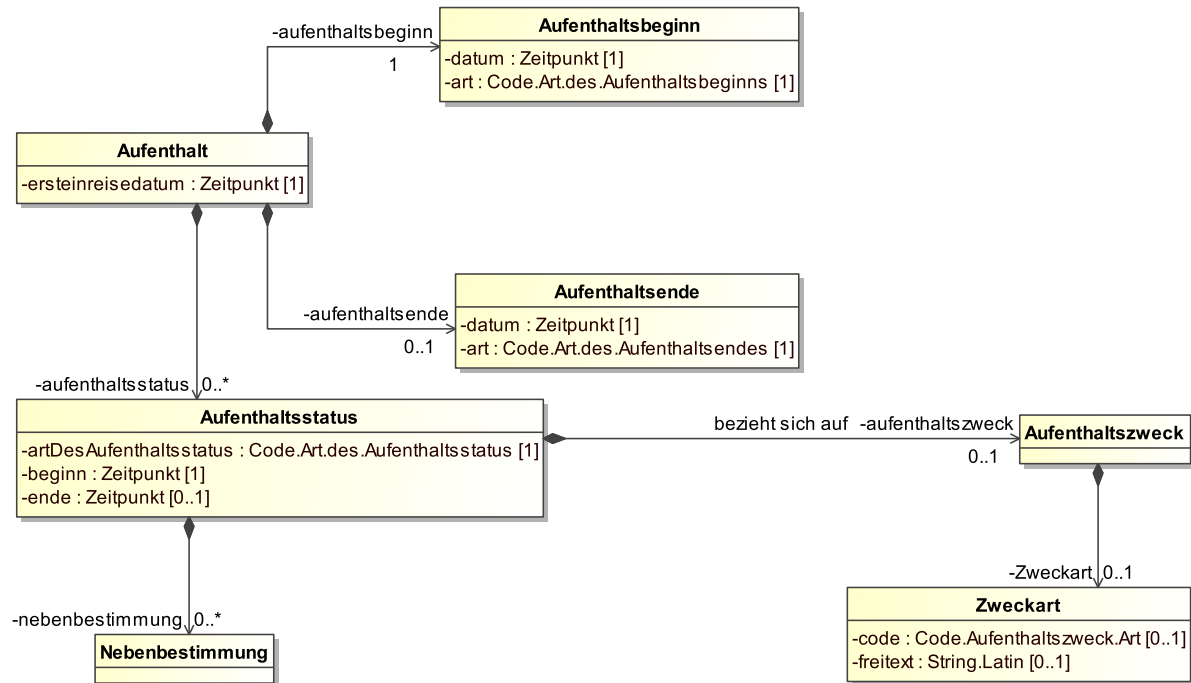 -aufenthaltsbeginn
1
Aufenthaltsbeginn
-datum : Zeitpunkt [1]
-art : Code.Art.des.Aufenthaltsbeginns [1]
Aufenthalt
-ersteinreisedatum : Zeitpunkt [1]
-aufenthaltsende
0..1
Aufenthaltsende
-datum : Zeitpunkt [1]
-art : Code.Art.des.Aufenthaltsendes [1]
-aufenthaltsstatus 0..*
Aufenthaltsstatus
-artDesAufenthaltsstatus : Code.Art.des.Aufenthaltsstatus [1]
-beginn : Zeitpunkt [1]
-ende : Zeitpunkt [0..1]
bezieht sich auf -aufenthaltszweck
0..1
Aufenthaltszweck
-Zweckart 0..1
Zweckart
-code : Code.Aufenthaltszweck.Art [0..1]
-freitext : String.Latin [0..1]
-nebenbestimmung 0..*
Nebenbestimmung